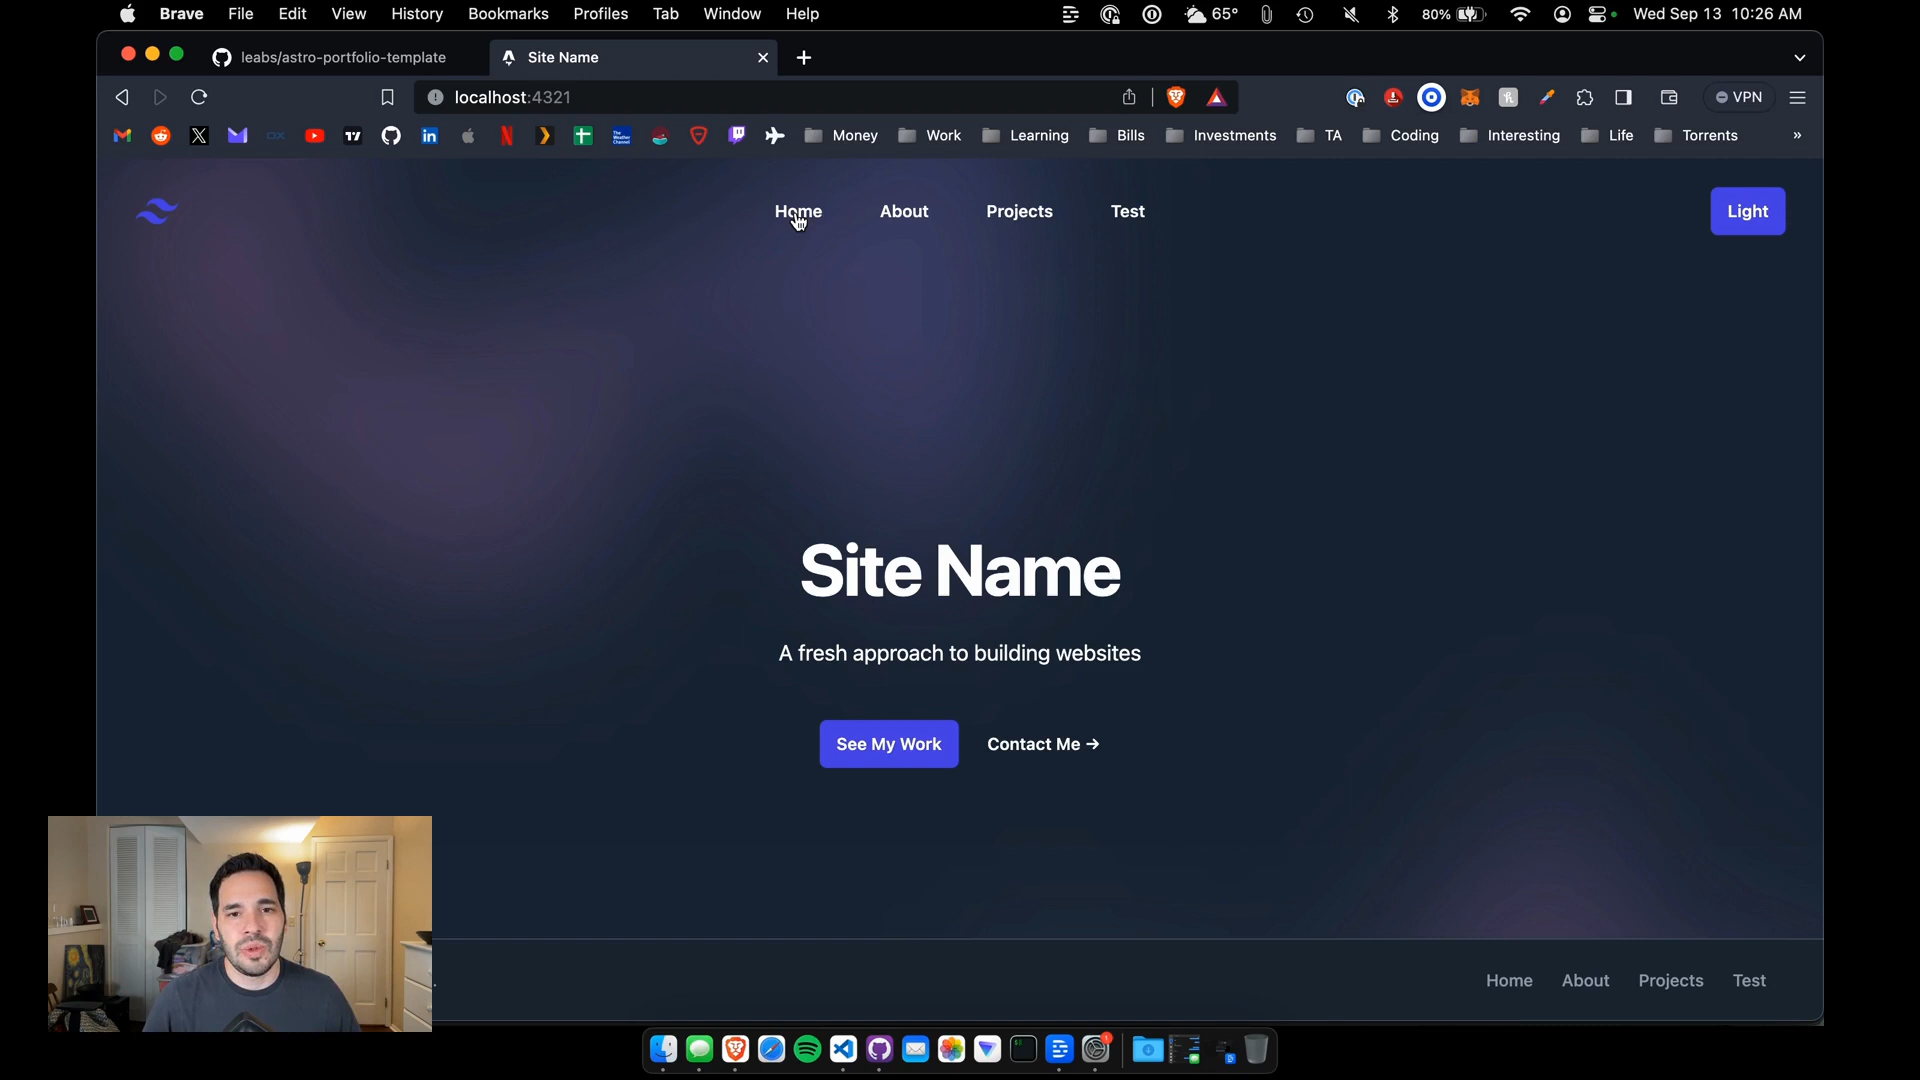 Brave File Edit View History Bookmarks Profiles Tab Window Help 65° 80% Wed Sep 13 10:26 AM
leabs/astro-portfolio-template Site Name
localhost:4321 VPN
Money Work Learning Bills Investments TA Coding Interesting Life Torrents »
Home About Projects Test Light
Site Name
A fresh approach to building websites
See My Work Contact Me →
Home About Projects Test